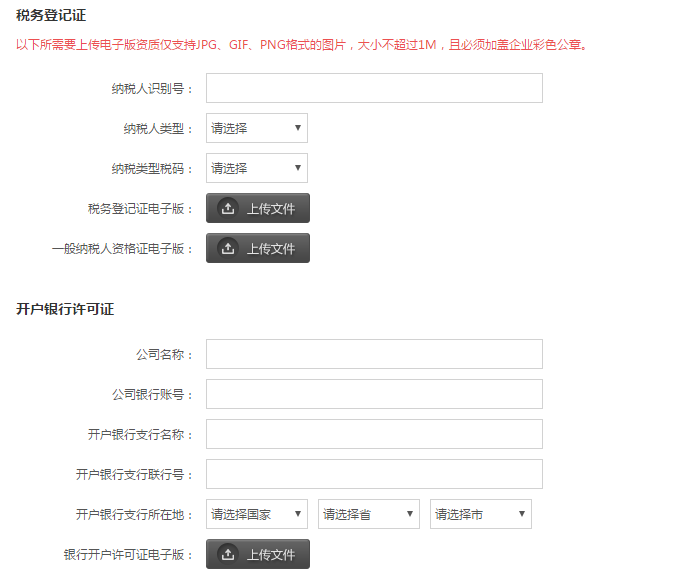 税务登记证
以下所需要上传电子版资质仅支持JPG、GIF、PNG格式的图片，大小不超过1M，且必须加盖企业彩色公章。
纳税人识别号：
纳税人类型： 请选择
纳税类型税码： 请选择
税务登记证电子版： 上传文件
一般纳税人资格证电子版： 上传文件
开户银行许可证
公司名称：
公司银行账号：
开户银行支行名称：
开户银行支行联行号：
开户银行支行所在地： 请选择国家 请选择省 请选择市
银行开户许可证电子版： 上传文件